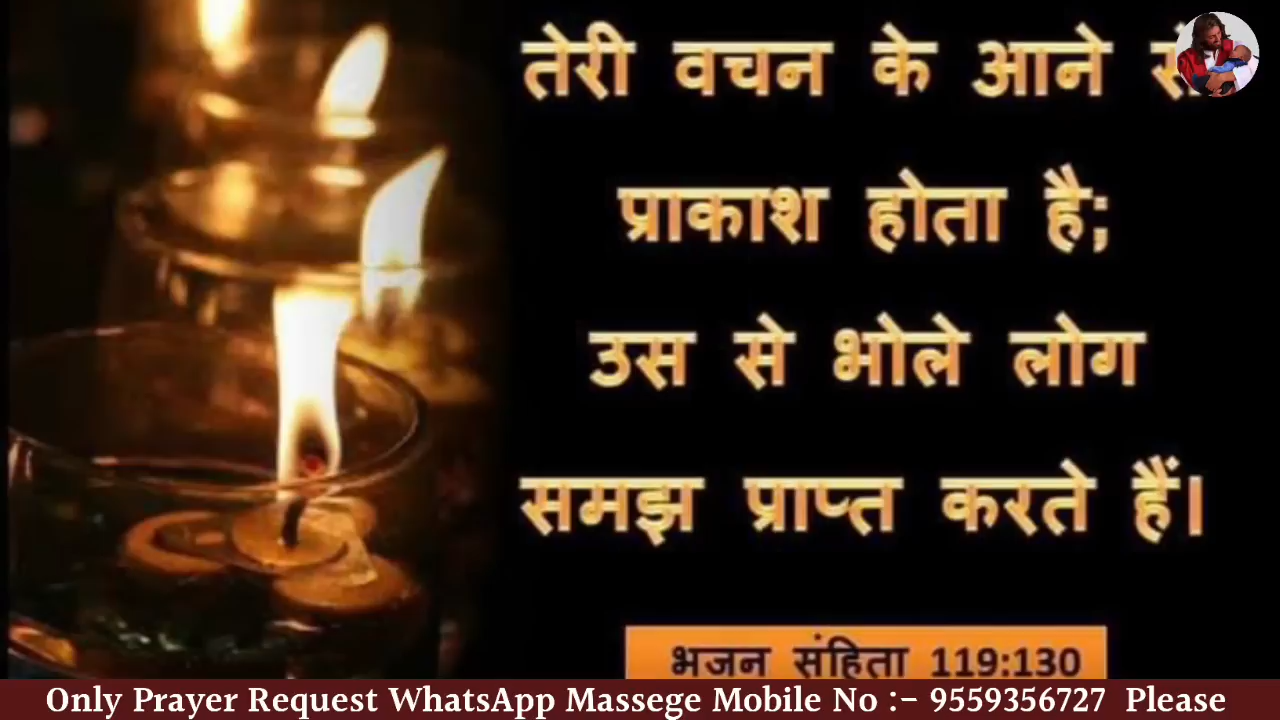 तेरी वचन के आने से
प्राकाश होता है;
उस से भोले लोग
समझ प्राप्त करते हैं।
भजन संहिता 119:130
Only Prayer Request WhatsApp Massege Mobile No :- 9559356727 Please